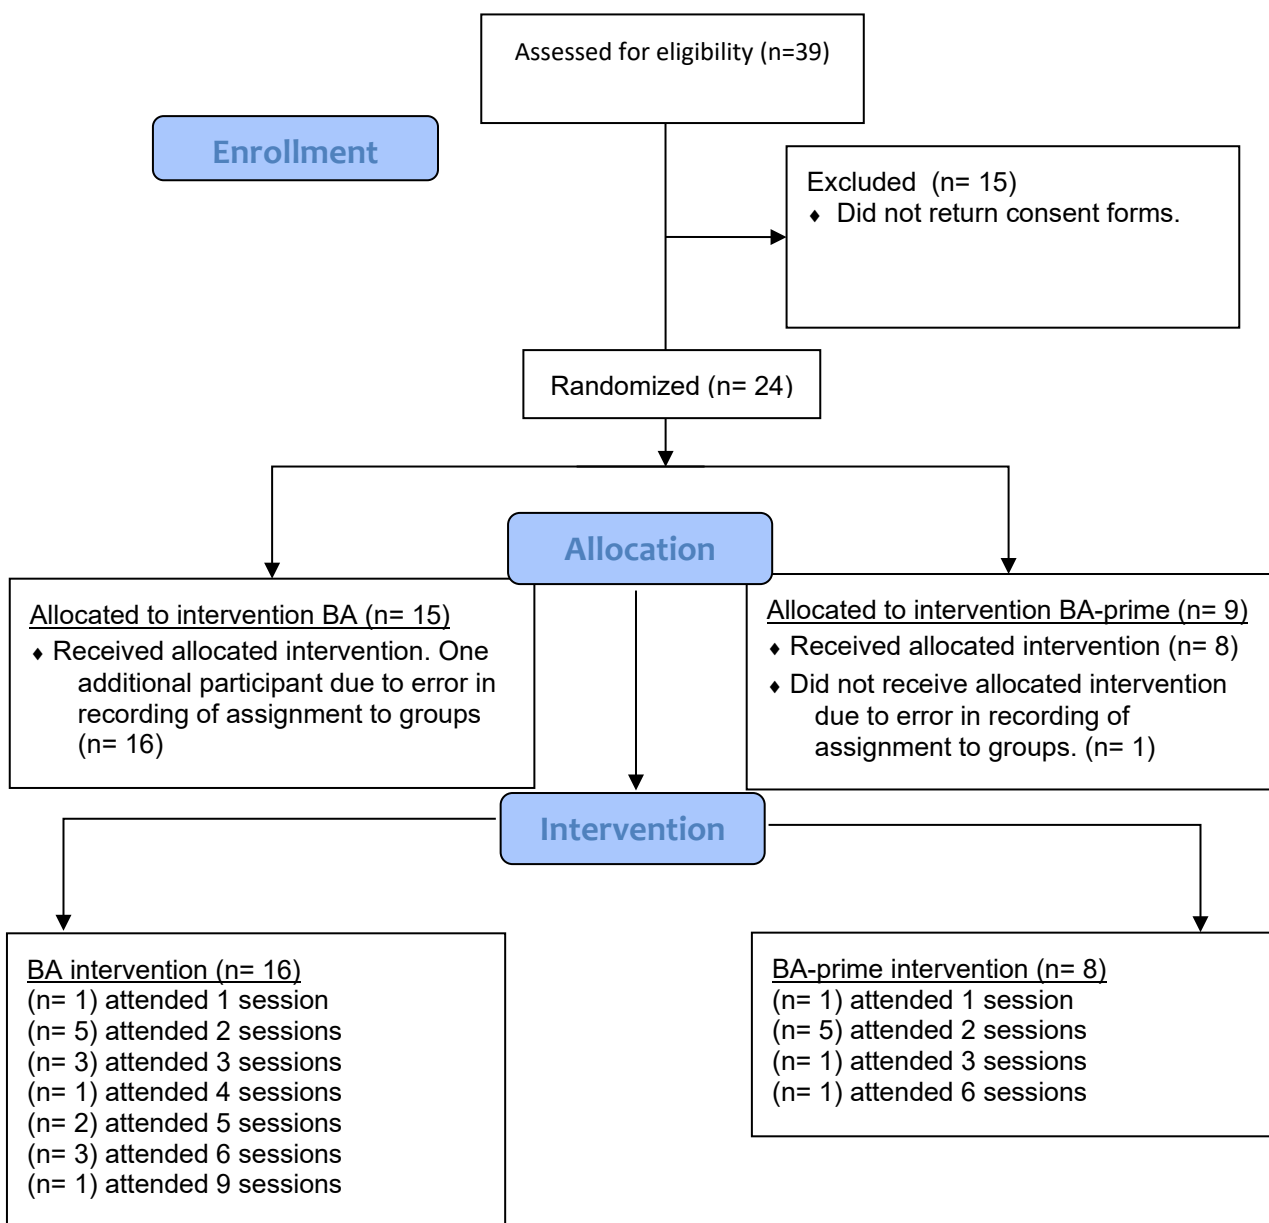 Assessed for eligibility (n=39)
Enrollment
Excluded  (n= 15)
♦ Did not return consent forms.
Randomized (n= 24)
Allocation
Allocated to intervention BA (n= 15)
♦ Received allocated intervention. One
additional participant due to error in
recording of assignment to groups
(n= 16)
Allocated to intervention BA-prime (n= 9)
♦ Received allocated intervention (n= 8)
♦ Did not receive allocated intervention
due to error in recording of
assignment to groups. (n= 1)
Intervention
BA intervention (n= 16)
(n= 1) attended 1 session
(n= 5) attended 2 sessions
(n= 3) attended 3 sessions
(n= 1) attended 4 sessions
(n= 2) attended 5 sessions
(n= 3) attended 6 sessions
(n= 1) attended 9 sessions
BA-prime intervention (n= 8)
(n= 1) attended 1 session
(n= 5) attended 2 sessions
(n= 1) attended 3 sessions
(n= 1) attended 6 sessions